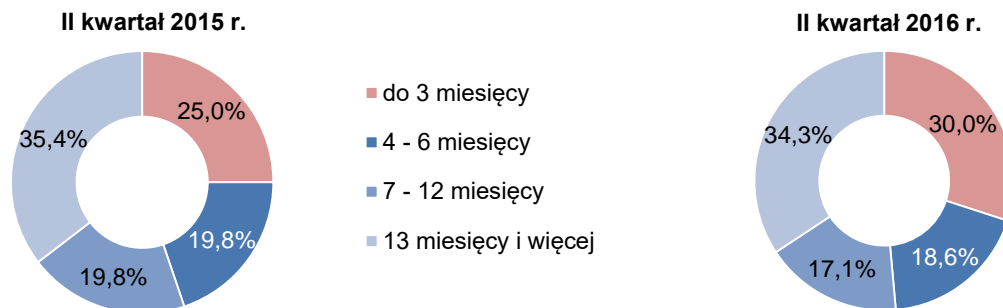 II kwartał 2015 r.
25,0%
19,8%
19,8%
35,4%
do 3 miesięcy
4 - 6 miesięcy
7 - 12 miesięcy
13 miesięcy i więcej
II kwartał 2016 r.
30,0%
18,6%
17,1%
34,3%